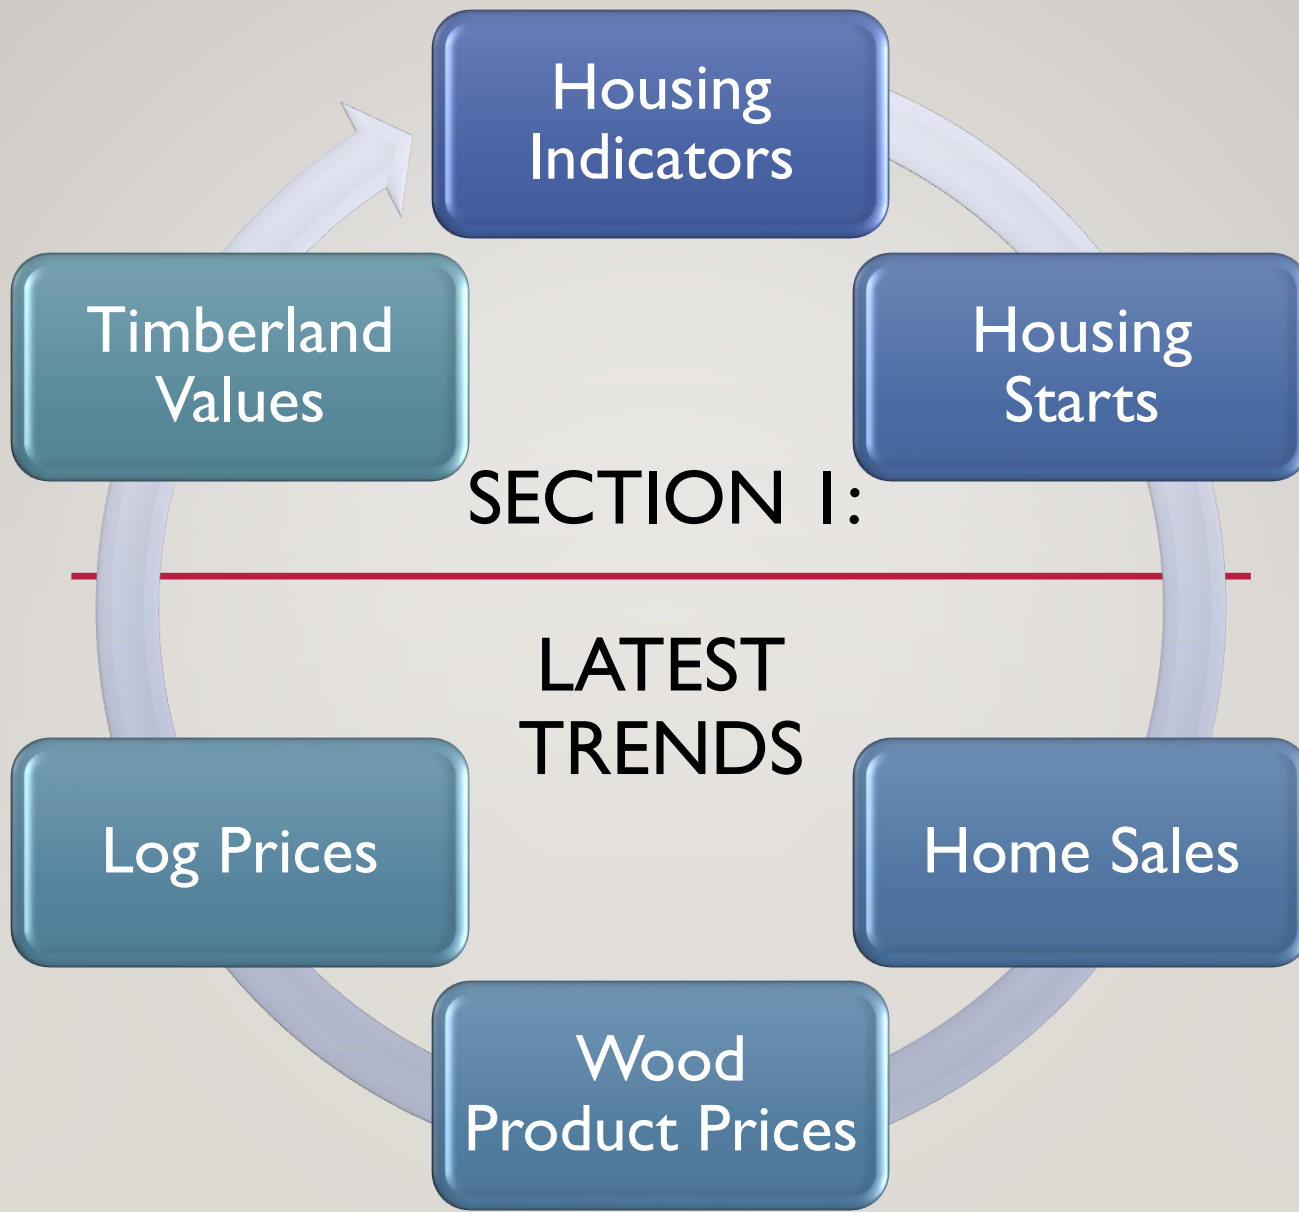 Housing
Indicators
Housing
Starts
Home Sales
Wood
Product Prices
Log Prices
Timberland
Values
SECTION 1:
LATEST
TRENDS